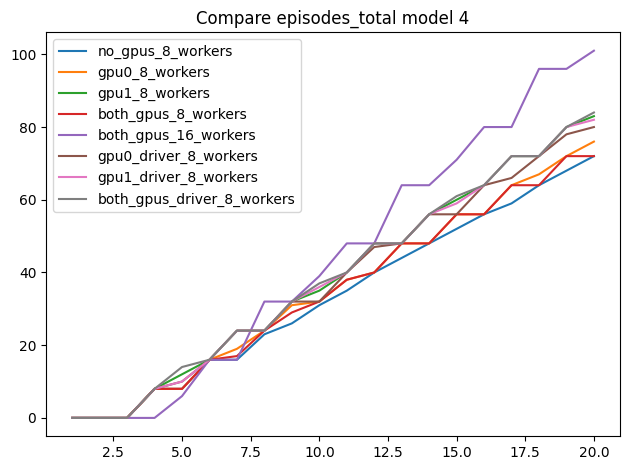 Compare episodes_total model 4
no_gpus_8_workers
gpu0_8_workers
gpu1_8_workers
both_gpus_8_workers
both_gpus_16_workers
gpu0_driver_8_workers
gpu1_driver_8_workers
both_gpus_driver_8_workers
100
80
60
40
20
0
2.5 5.0 7.5 10.0 12.5 15.0 17.5 20.0